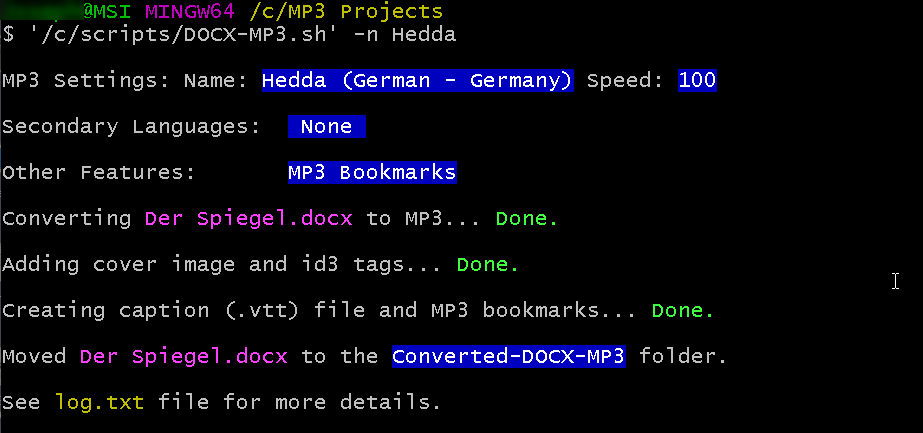 @MSI MINGW64 /c/MP3 Projects
$ '/c/scripts/DOCX-MP3.sh' -n Hedda
MP3 Settings: Name: Hedda (German - Germany) Speed: 100
Secondary Languages: None
Other Features: MP3 Bookmarks
Converting Der Spiegel.docx to MP3... Done.
Adding cover image and id3 tags... Done.
Creating caption (.vtt) file and MP3 bookmarks... Done.
Moved Der Spiegel.docx to the Converted-DOCX-MP3 folder.
See log.txt file for more details.